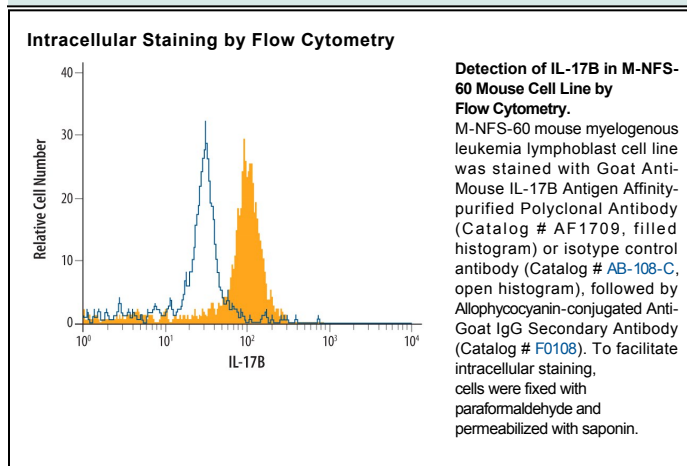 Intracellular Staining by Flow Cytometry
40
30
20
10
0
Relative Cell Number
10⁰ 10¹ 10² 10³ 10⁴
IL-17B
Detection of IL-17B in M-NFS-
60 Mouse Cell Line by
Flow Cytometry.
M-NFS-60 mouse myelogenous
leukemia lymphoblast cell line
was stained with Goat Anti-
Mouse IL-17B Antigen Affinity-
purified Polyclonal Antibody
(Catalog # AF1709, filled
histogram) or isotype control
antibody (Catalog # AB-108-C,
open histogram), followed by
Allophycocyanin-conjugated Anti-
Goat IgG Secondary Antibody
(Catalog # F0108). To facilitate
intracellular staining,
cells were fixed with
paraformaldehyde and
permeabilized with saponin.